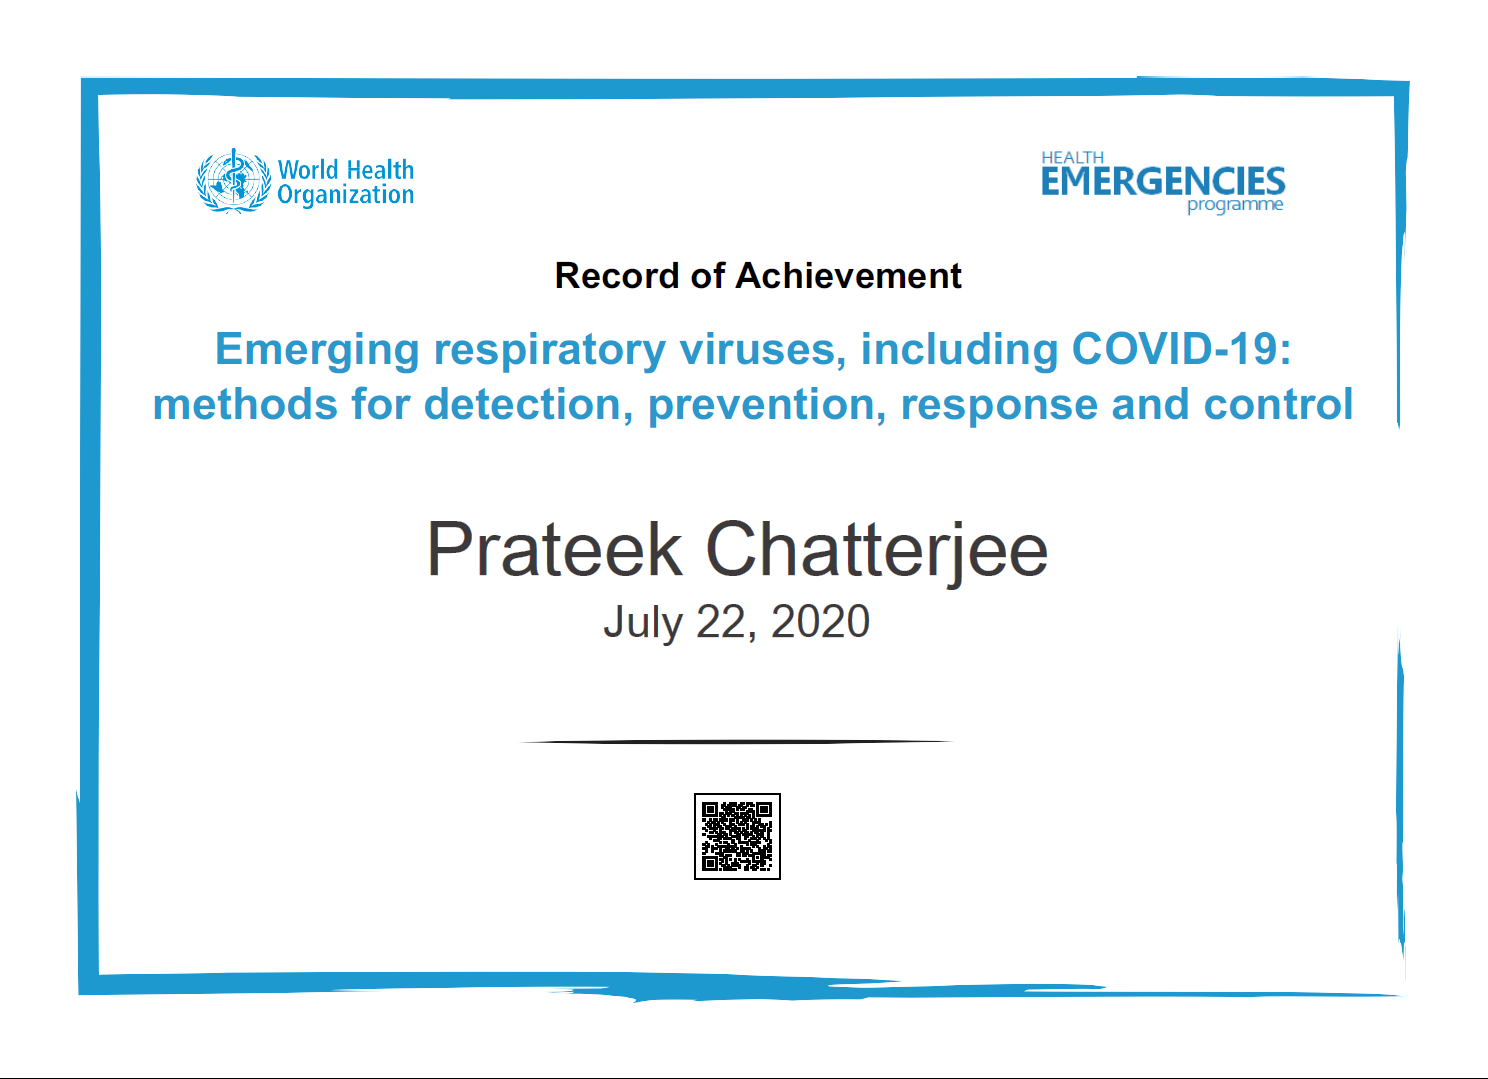 World Health
Organization
HEALTH
EMERGENCIES
programme
Record of Achievement
Emerging respiratory viruses, including COVID-19:
methods for detection, prevention, response and control
Prateek Chatterjee
July 22, 2020